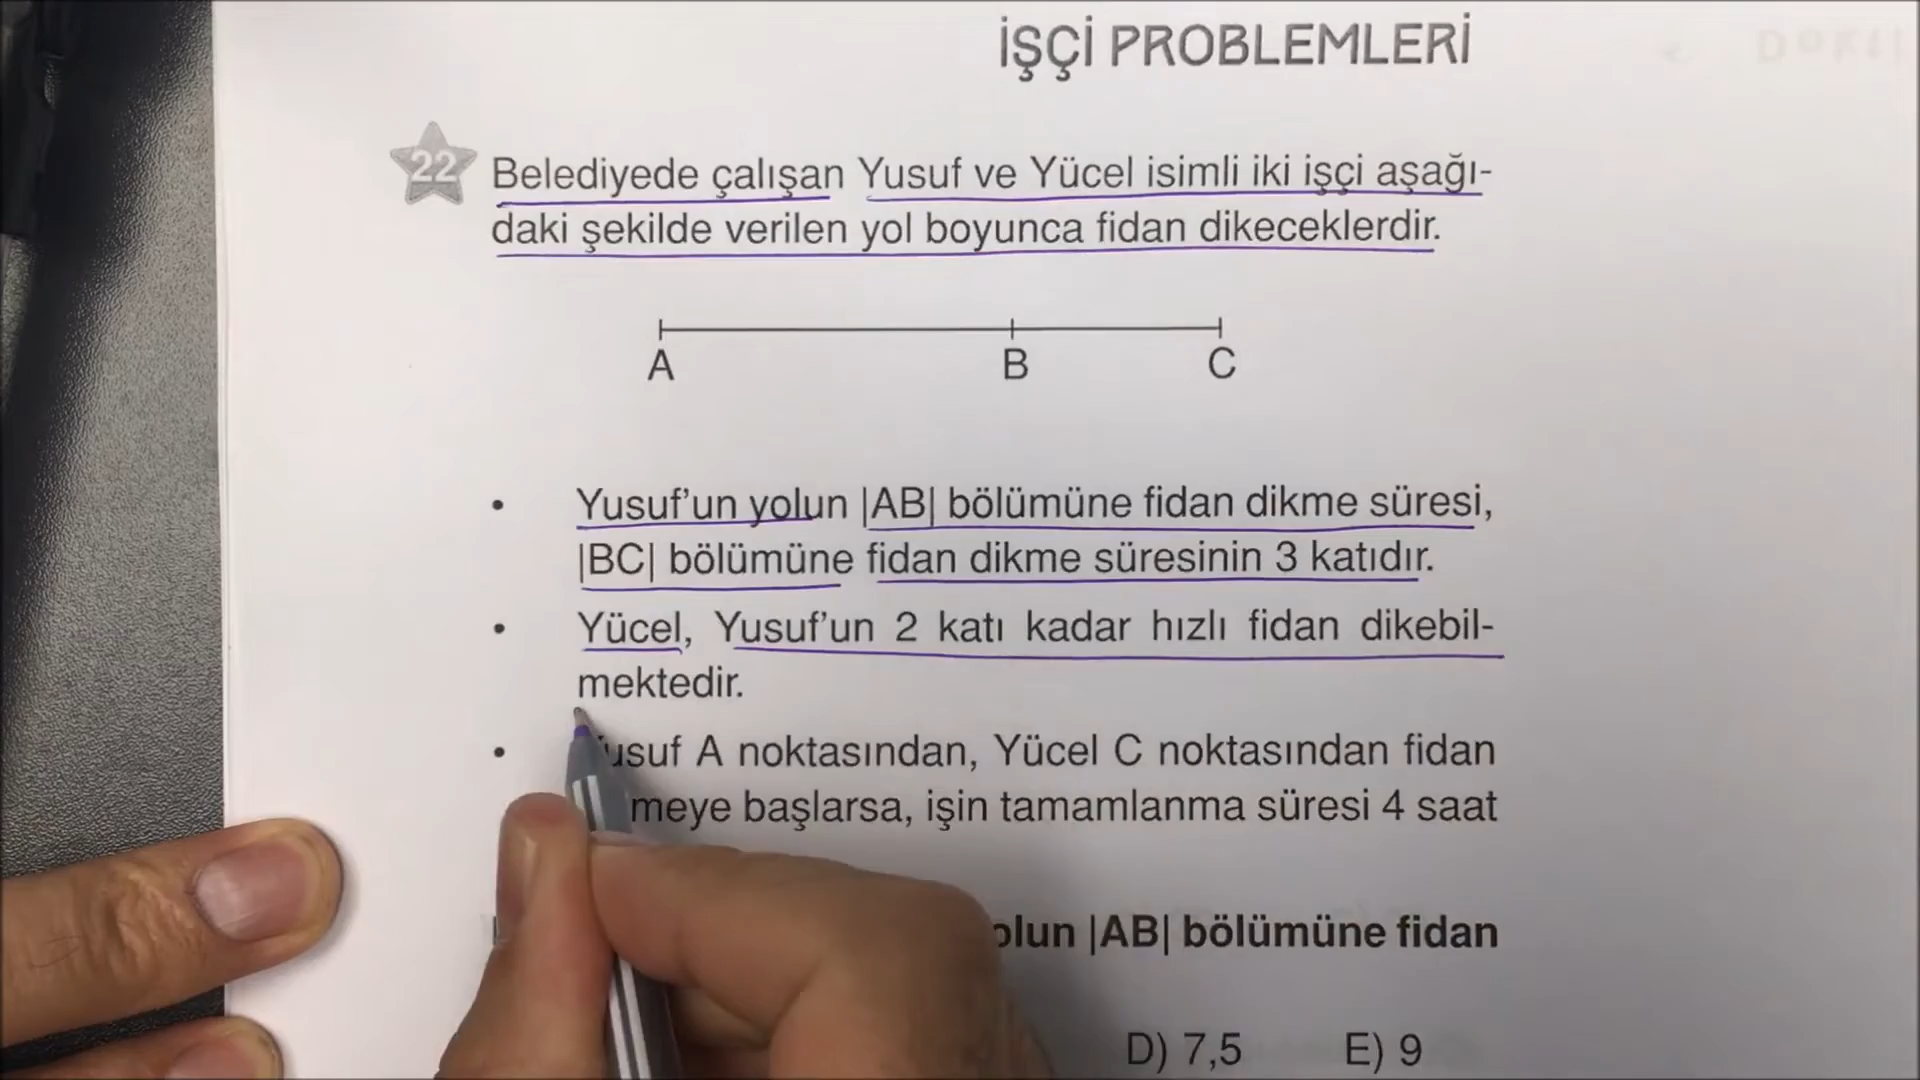 İŞÇİ PROBLEMLERİ
22 Belediyede çalışan Yusuf ve Yücel isimli iki işçi aşağı-
daki şekilde verilen yol boyunca fidan dikeceklerdir.
A B C
• Yusuf'un yolun |AB| bölümüne fidan dikme süresi,
|BC| bölümüne fidan dikme süresinin 3 katıdır.
• Yücel, Yusuf'un 2 katı kadar hızlı fidan dikebil-
mektedir.
• usuf A noktasından, Yücel C noktasından fidan
meye başlarsa, işin tamamlanma süresi 4 saat
olun |AB| bölümüne fidan
D) 7,5 E) 9